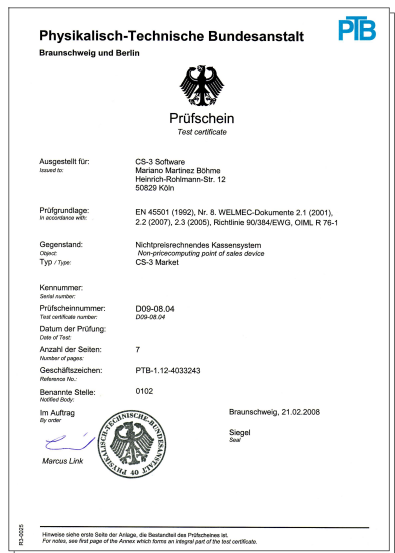 Physikalisch-Technische Bundesanstalt
PTB
Braunschweig und Berlin
Prüfschein
Test certificate
Ausgestellt für:
Issued to:
CS-3 Software
Mariano Martinez Böhme
Heinrich-Rohlmann-Str. 12
50829 Köln
Prüfgrundlage:
In accordance with:
EN 45501 (1992), Nr. 8. WELMEC-Dokumente 2.1 (2001),
2.2 (2007), 2.3 (2005), Richtlinie 90/384/EWG, OIML R 76-1
Gegenstand:
Object:
Nichtpreisrechnendes Kassensystem
Non-pricecomputing point of sales device
Typ / Type:
CS-3 Market
Kennummer:
Serial number:
Prüfscheinnummer:
Test certificate number:
D09-08.04
D09-08.04
Datum der Prüfung:
Date of Test:
Anzahl der Seiten:
Number of pages:
7
Geschäftszeichen:
Reference No.:
PTB-1.12-4033243
Benannte Stelle:
Notified Body:
0102
Im Auftrag
By order
Braunschweig, 21.02.2008
Siegel
Seal
PHYSIKALISCH-TECHNISCHE-BUNDESANSTALT
40
Marcus Link
R3-0025
Hinweise siehe erste Seite der Anlage, die Bestandteil des Prüfscheines ist.
For notes, see first page of the Annex which forms an integral part of the test certificate.